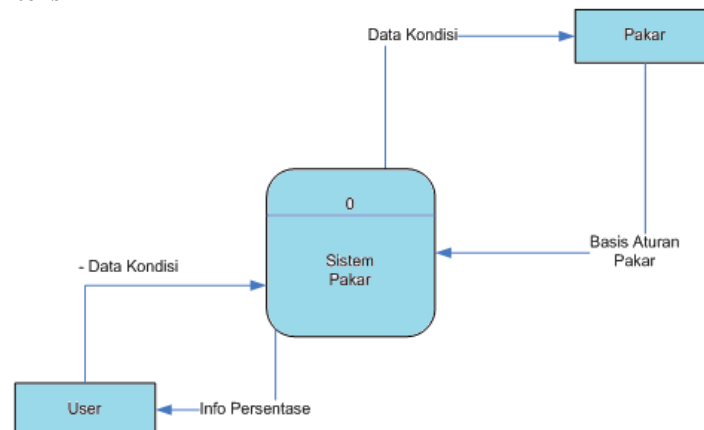 Data Kondisi
Pakar
0
Sistem
Pakar
Basis Aturan
Pakar
- Data Kondisi
User
Info Persentase